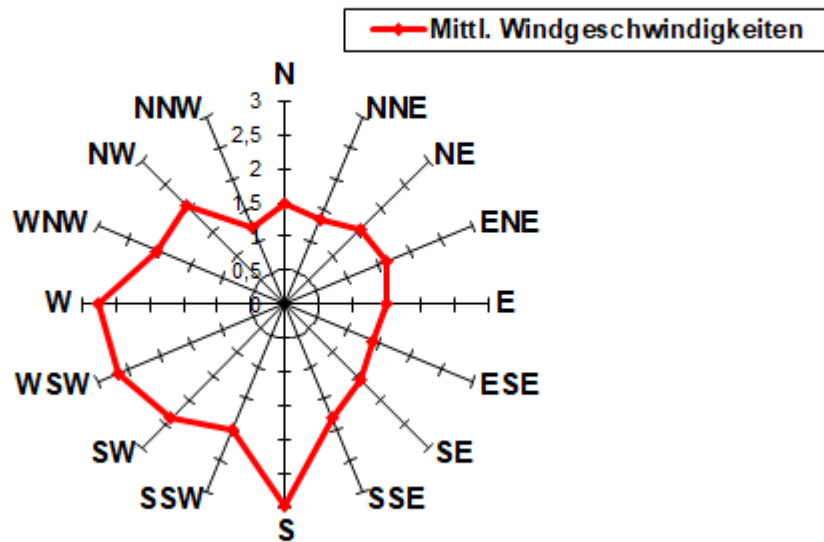 Mittl. Windgeschwindigkeiten
N
NNW
NNE
3
2,5
NW
NE
2
1,5
WNW
ENE
1
0,5
W
0
E
WSW
ESE
SW
SE
SSW
SSE
S